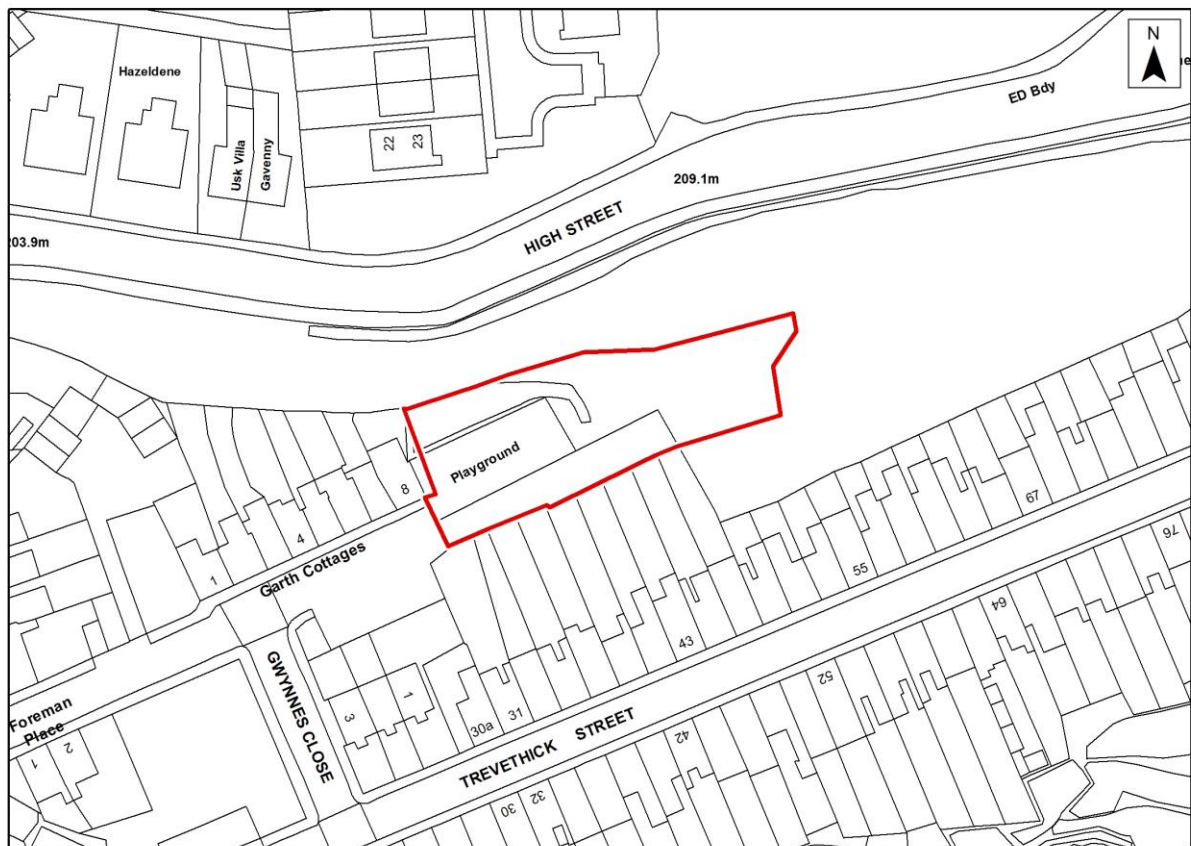 N
Hazeldene
ED Bdy
22
23
Usk Villa
Gavenny
209.1m
HIGH STREET
203.9m
Playground
8
67
4
76
Garth Cottages
1
55
64
43
GWYNNES CLOSE
1
52
3
31
30a
Foreman
Place
TREVETHICK STREET
42
2
1
32
30